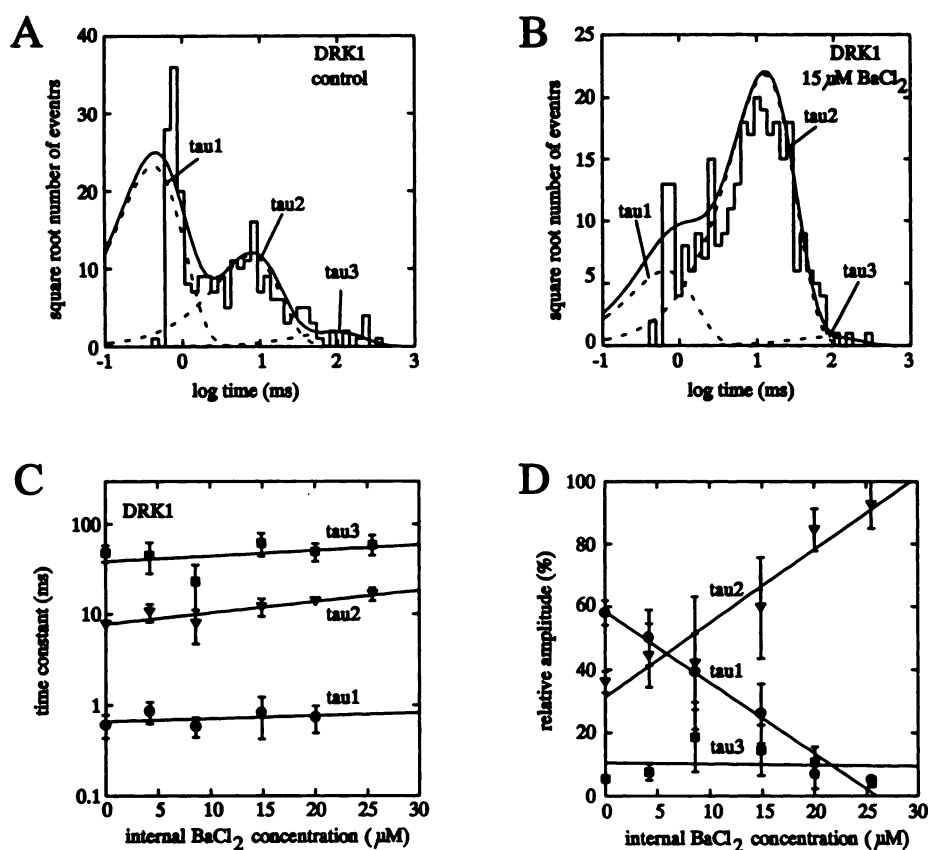 A
40
30
20
10
0
square root number of eventrs
DRK1
control
tau1
tau2
tau3
-1
0
1
2
3
log time (ms)
B
25
20
15
10
5
0
square root number of events
DRK1
15 µM BaCl2
tau1
tau2
tau3
-1
0
1
2
3
log time (ms)
C
100
10
1
0.1
time constant (ms)
DRK1
tau3
tau2
tau1
0
5
10
15
20
25
30
internal BaCl2 concentration (µM)
D
100
80
60
40
20
0
relative amplitude (%)
tau2
tau1
tau3
0
5
10
15
20
25
30
internal BaCl2 concentration (µM)